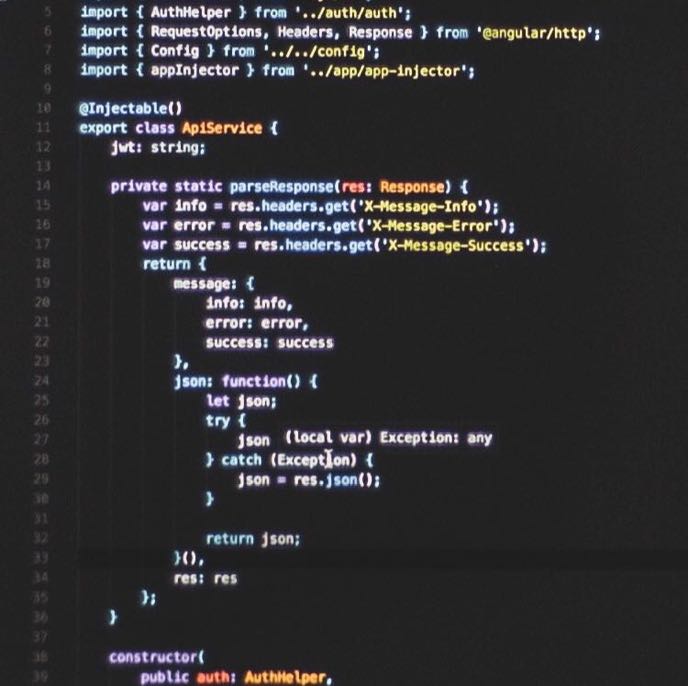 5 import { AuthHelper } from '../auth/auth';
6 import { RequestOptions, Headers, Response } from '@angular/http';
7 import { Config } from '../../config';
8 import { appInjector } from '../app/app-injector';
9
10 @Injectable()
11 export class ApiService {
12 jwt: string;
13
14 private static parseResponse(res: Response) {
15 var info = res.headers.get('X-Message-Info');
16 var error = res.headers.get('X-Message-Error');
17 var success = res.headers.get('X-Message-Success');
18 return {
19 message: {
20 info: info,
21 error: error,
22 success: success
23 },
24 json: function() {
25 let json;
26 try {
27 json (local var) Exception: any
28 } catch (Exception) {
29 json = res.json();
30 }
31
32 return json;
33 }(),
34 res: res
35 };
36 }
37
38 constructor(
39 public auth: AuthHelper,